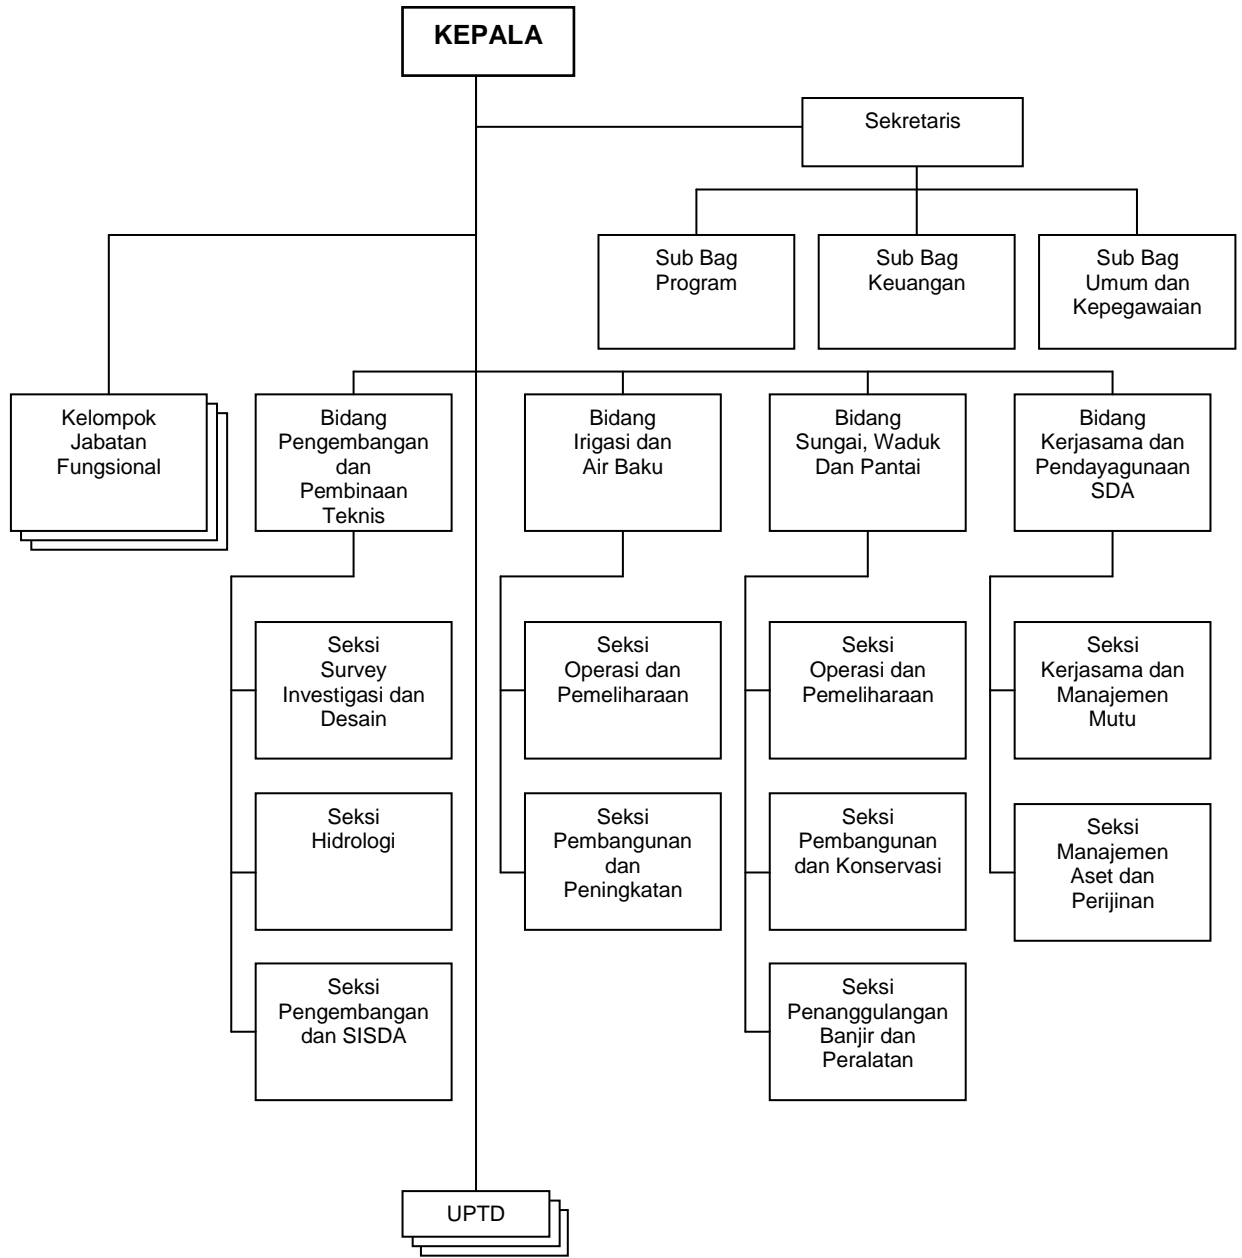 KEPALA
Sekretaris
Sub Bag
Program
Sub Bag
Keuangan
Sub Bag
Umum dan
Kepegawaian
Kelompok
Jabatan
Fungsional
Bidang
Pengembangan
dan
Pembinaan
Teknis
Bidang
Irigasi dan
Air Baku
Bidang
Sungai, Waduk
Dan Pantai
Bidang
Kerjasama dan
Pendayagunaan
SDA
Seksi
Survey
Investigasi dan
Desain
Seksi
Operasi dan
Pemeliharaan
Seksi
Operasi dan
Pemeliharaan
Seksi
Kerjasama dan
Manajemen
Mutu
Seksi
Hidrologi
Seksi
Pembangunan
dan
Peningkatan
Seksi
Pembangunan
dan Konservasi
Seksi
Manajemen
Aset dan
Perijinan
Seksi
Pengembangan
dan SISDA
Seksi
Penanggulangan
Banjir dan
Peralatan
UPTD